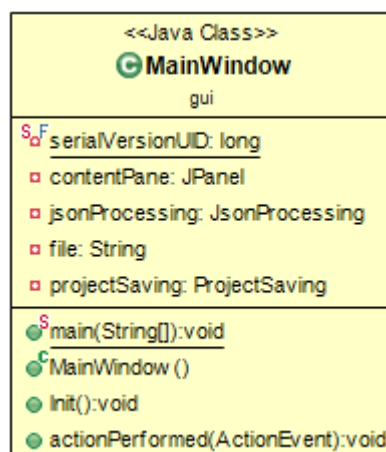 <<Java Class>>
C MainWindow
gui
S F serialVersionUID: long
contentPane: JPanel
jsonProcessing: JsonProcessing
file: String
projectSaving: ProjectSaving
S main(String[]):void
C MainWindow()
Init():void
actionPerformed(ActionEvent):void